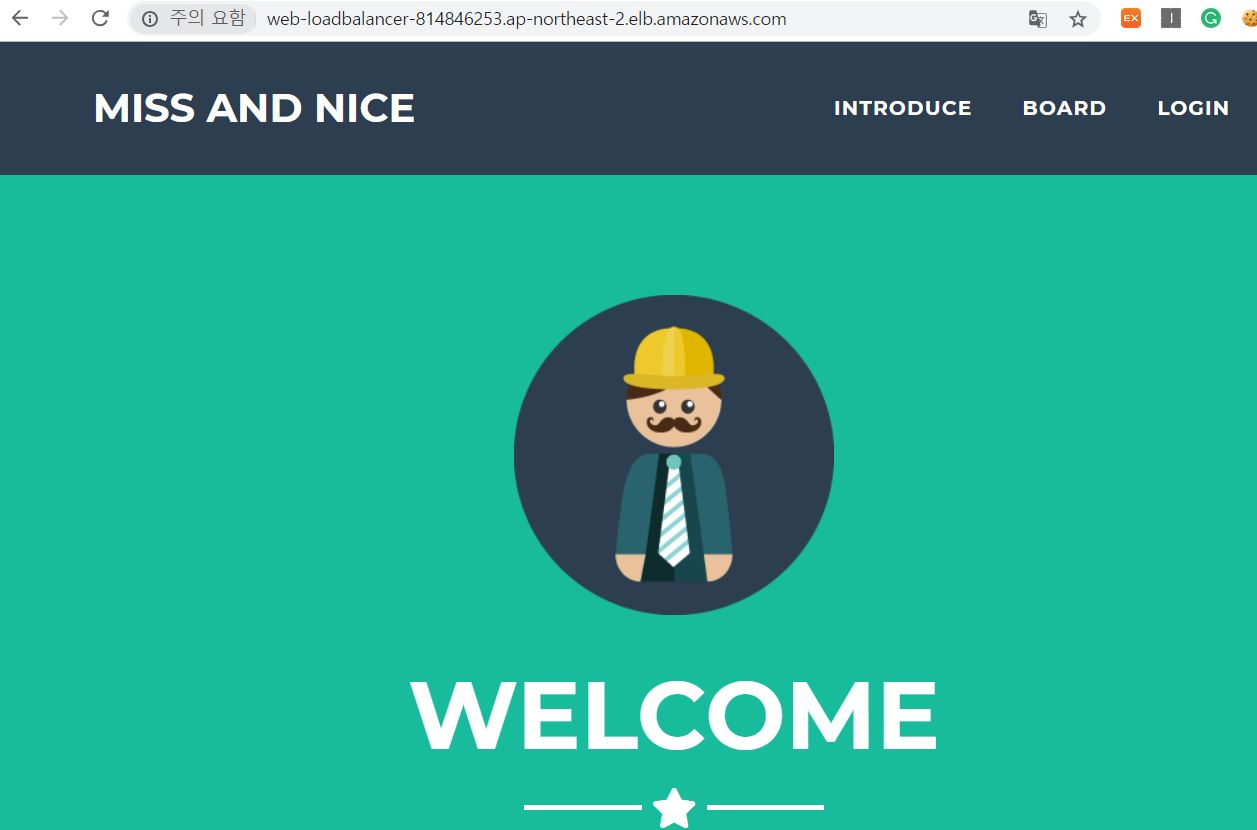 주의 요함 web-loadbalancer-814846253.ap-northeast-2.elb.amazonaws.com
EX
MISS AND NICE INTRODUCE BOARD LOGIN
WELCOME